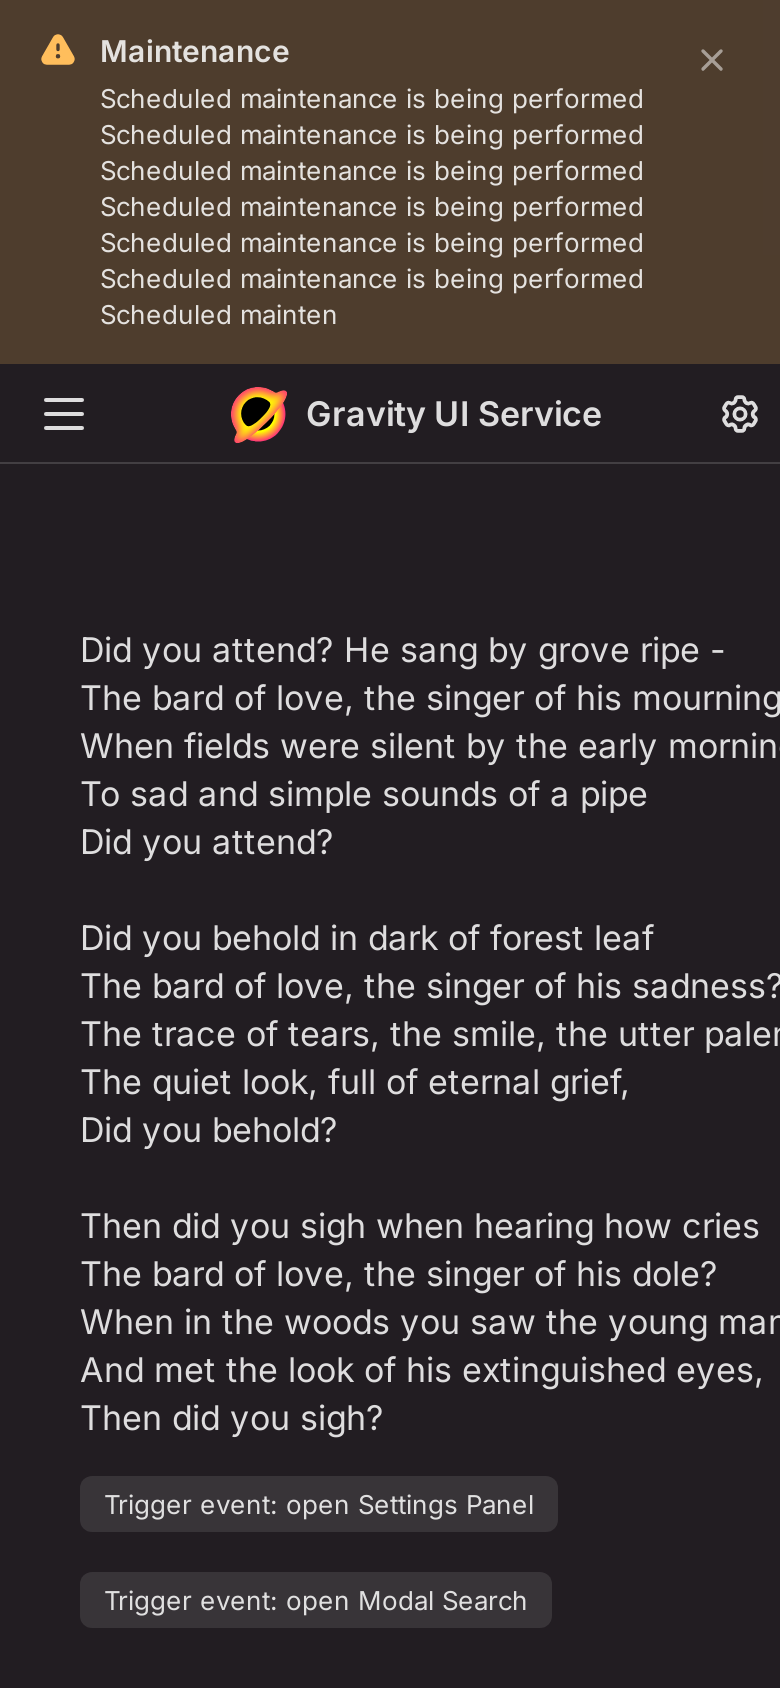 Maintenance
Scheduled maintenance is being performed
Scheduled maintenance is being performed
Scheduled maintenance is being performed
Scheduled maintenance is being performed
Scheduled maintenance is being performed
Scheduled maintenance is being performed
Scheduled mainten
Gravity UI Service
Did you attend? He sang by grove ripe -
The bard of love, the singer of his mourning
When fields were silent by the early
To sad and simple sounds of a pipe
Did you attend?
Did you behold in dark of forest leaf
The bard of love, the singer of his sadness?
The trace of tears, the smile, the utter
The quiet look, full of eternal grief,
Did you behold?
Then did you sigh when hearing how cries
The bard of love, the singer of his dole?
When in the woods you saw the young
And met the look of his extinguished eyes,
Then did you sigh?
Trigger event: open Settings Panel
Trigger event: open Modal Search